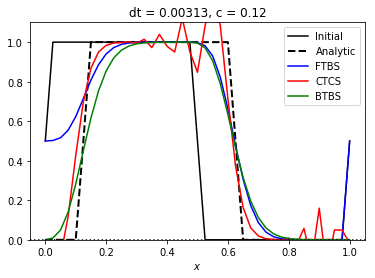 dt = 0.00313, c = 0.12
Initial
Analytic
FTBS
CTCS
BTBS
1.0
0.8
0.6
0.4
0.2
0.0
0.0 0.2 0.4 0.6 0.8 1.0
x